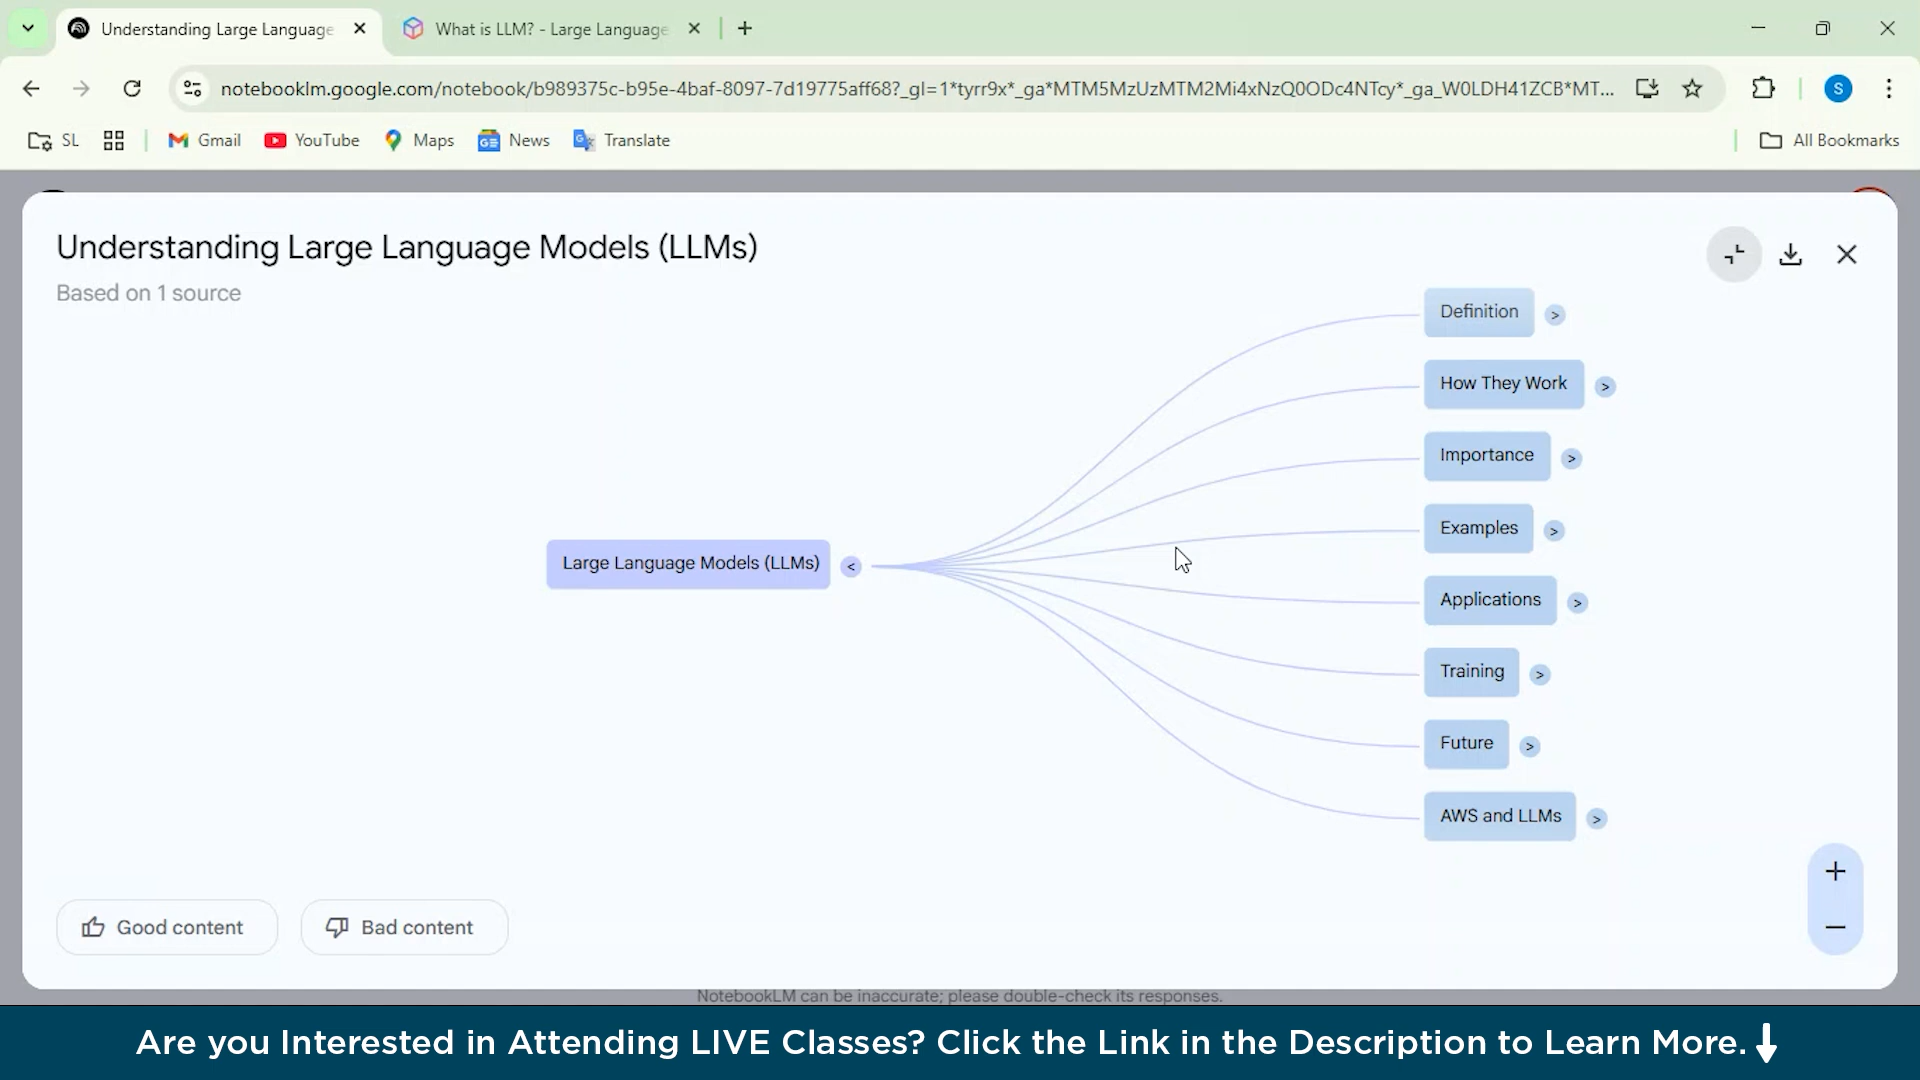 Understanding Large Language
What is LLM? - Large Language
notebooklm.google.com/notebook/b989375c-b95e-4baf-8097-7d19775aff68?_gl=1*tyrr9x*_ga*MTM5MzUzMTM2Mi4xNzQ0ODc4NTcy*_ga_W0LDH41ZCB*MT...
S
SL
Gmail
YouTube
Maps
News
Translate
All Bookmarks
Understanding Large Language Models (LLMs)
Based on 1 source
Definition >
How They Work >
Importance >
Examples >
Large Language Models (LLMs) <
Applications >
Training >
Future >
AWS and LLMs >
Good content
Bad content
NotebookLM can be inaccurate; please double-check its responses.
Are you Interested in Attending LIVE Classes? Click the Link in the Description to Learn More.